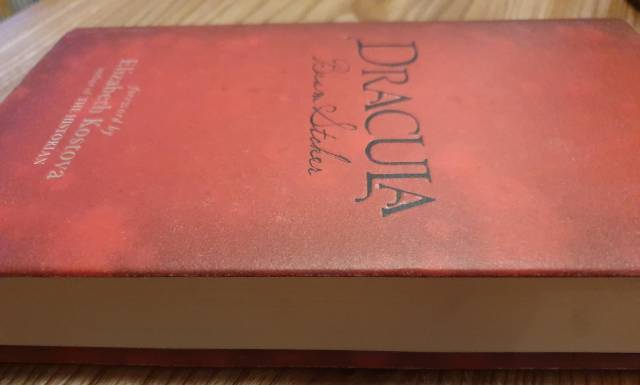 DRACULA
Bram Stoker
foreword by
Elizabeth Kostova
author of THE HISTORIAN